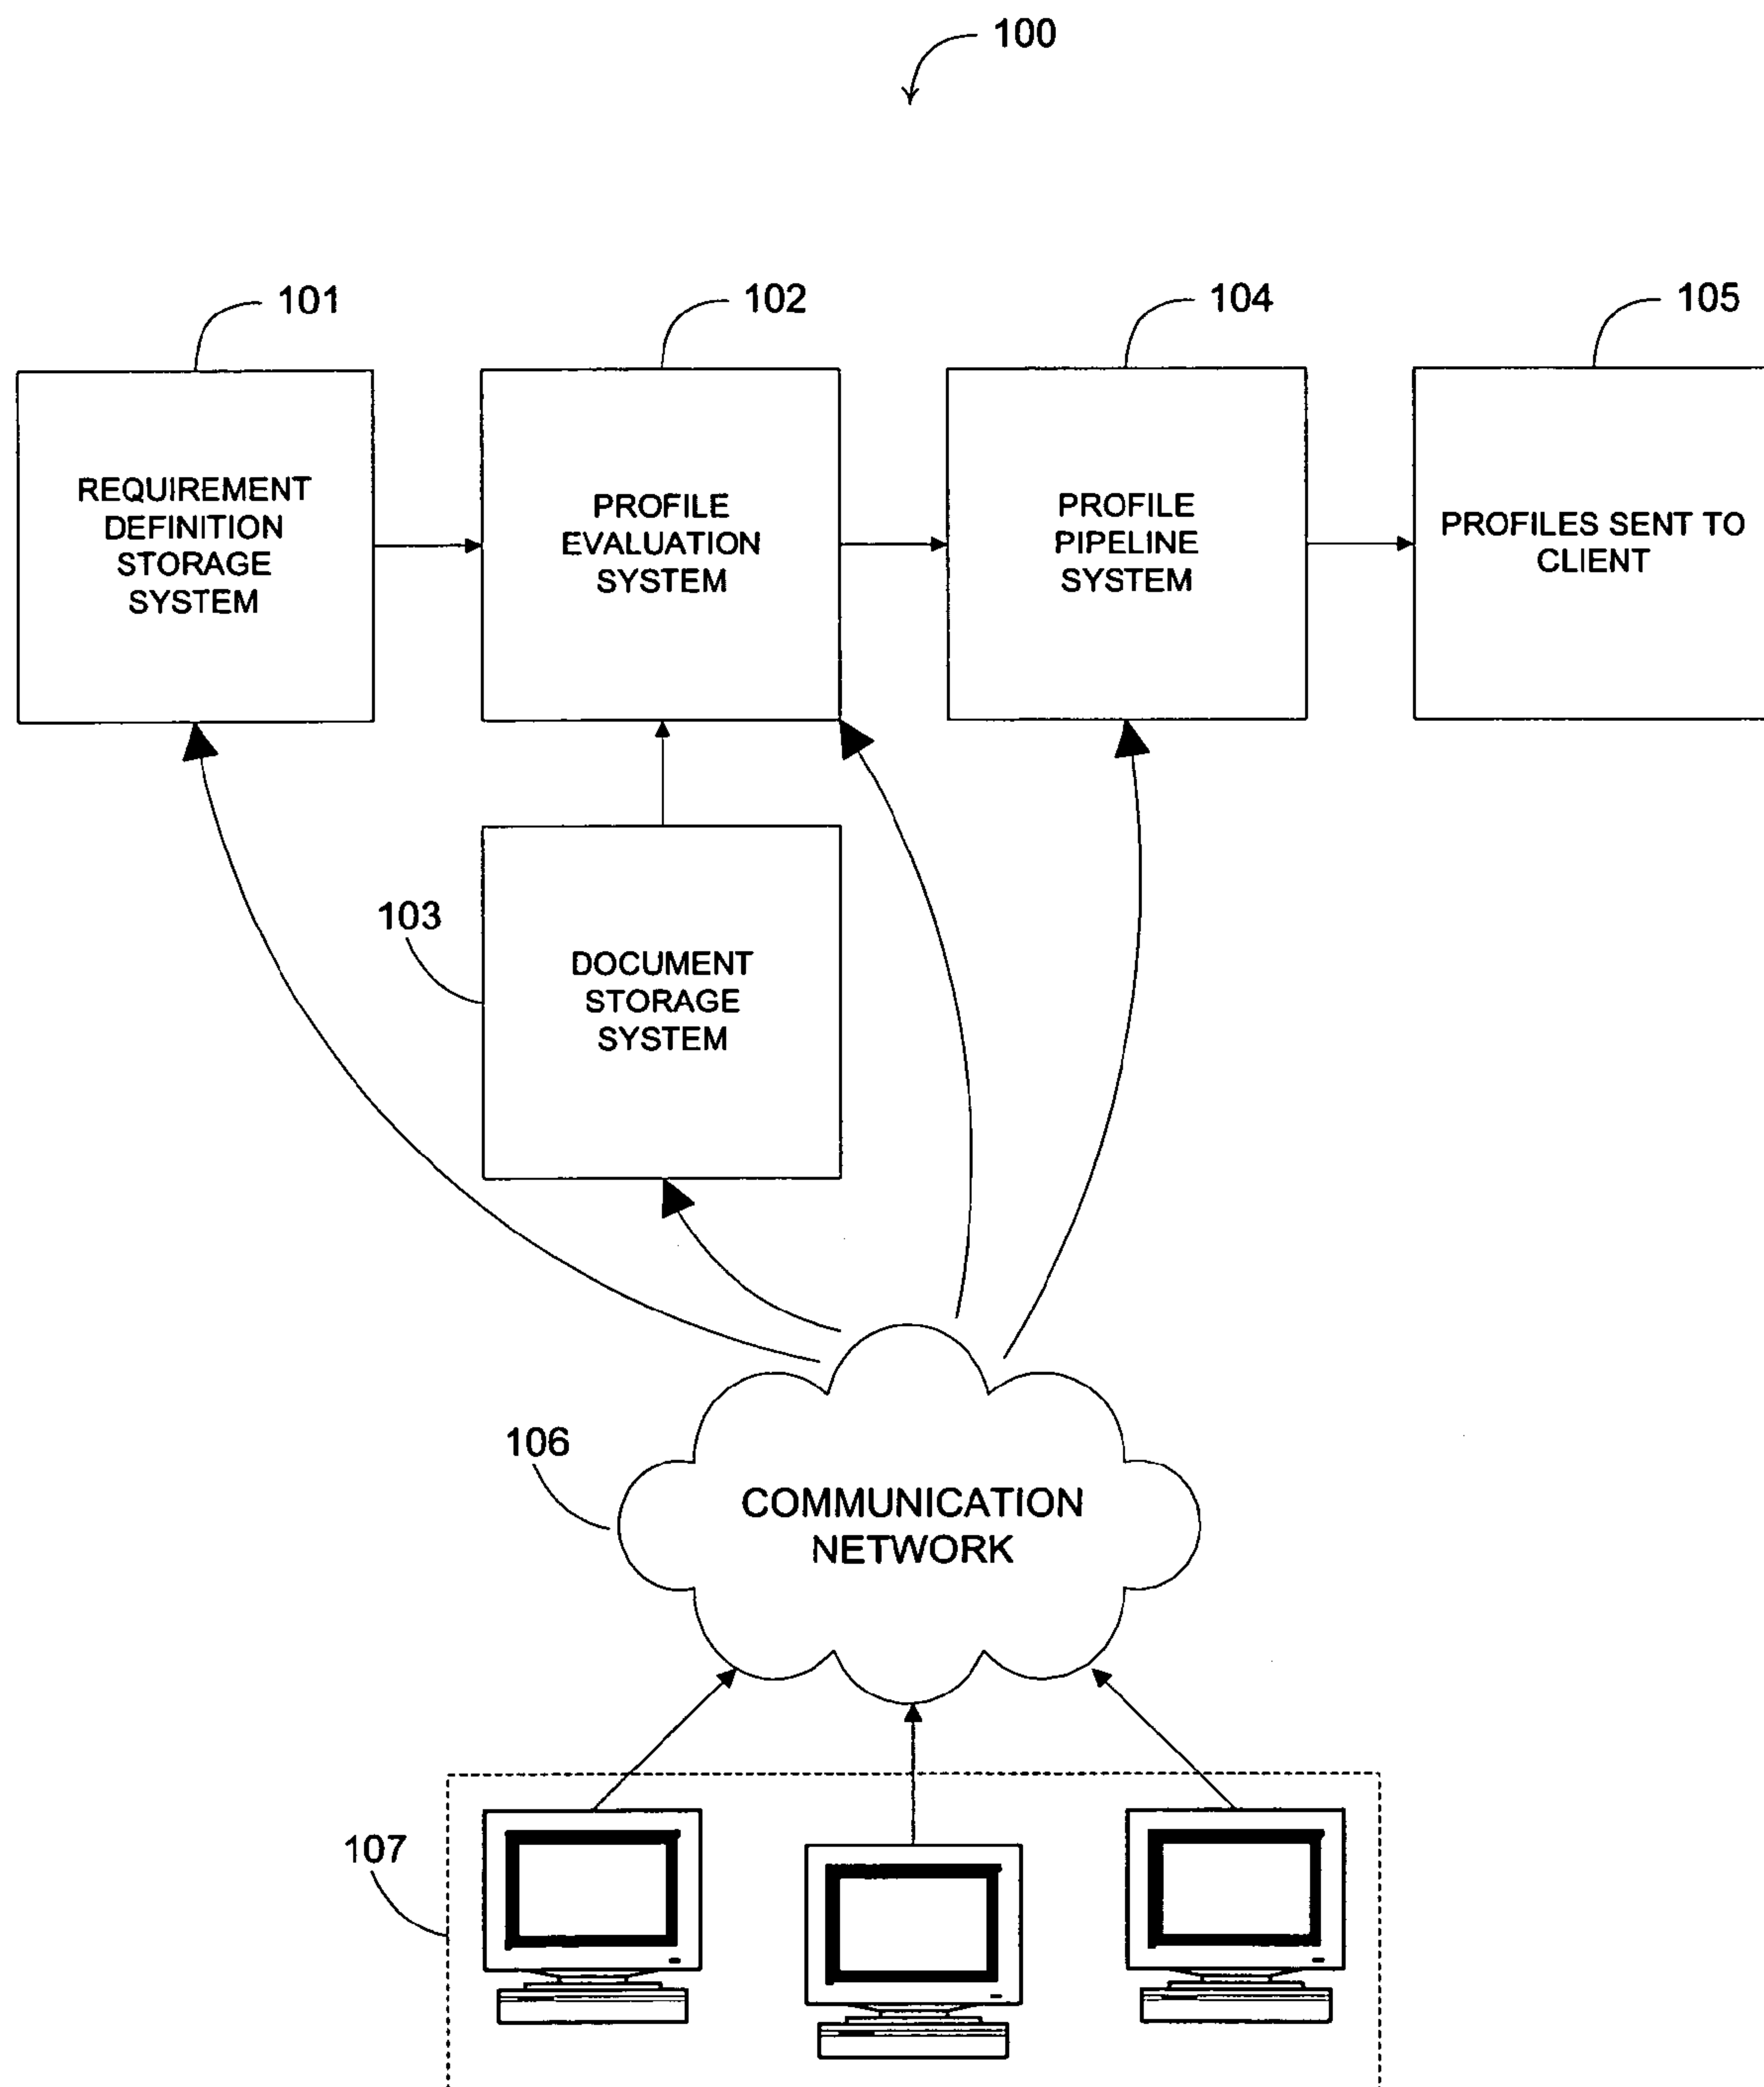 100
101
102
104
105
REQUIREMENT
DEFINITION
STORAGE
SYSTEM
PROFILE
EVALUATION
SYSTEM
PROFILE
PIPELINE
SYSTEM
PROFILES SENT TO
CLIENT
103
DOCUMENT
STORAGE
SYSTEM
106
COMMUNICATION
NETWORK
107